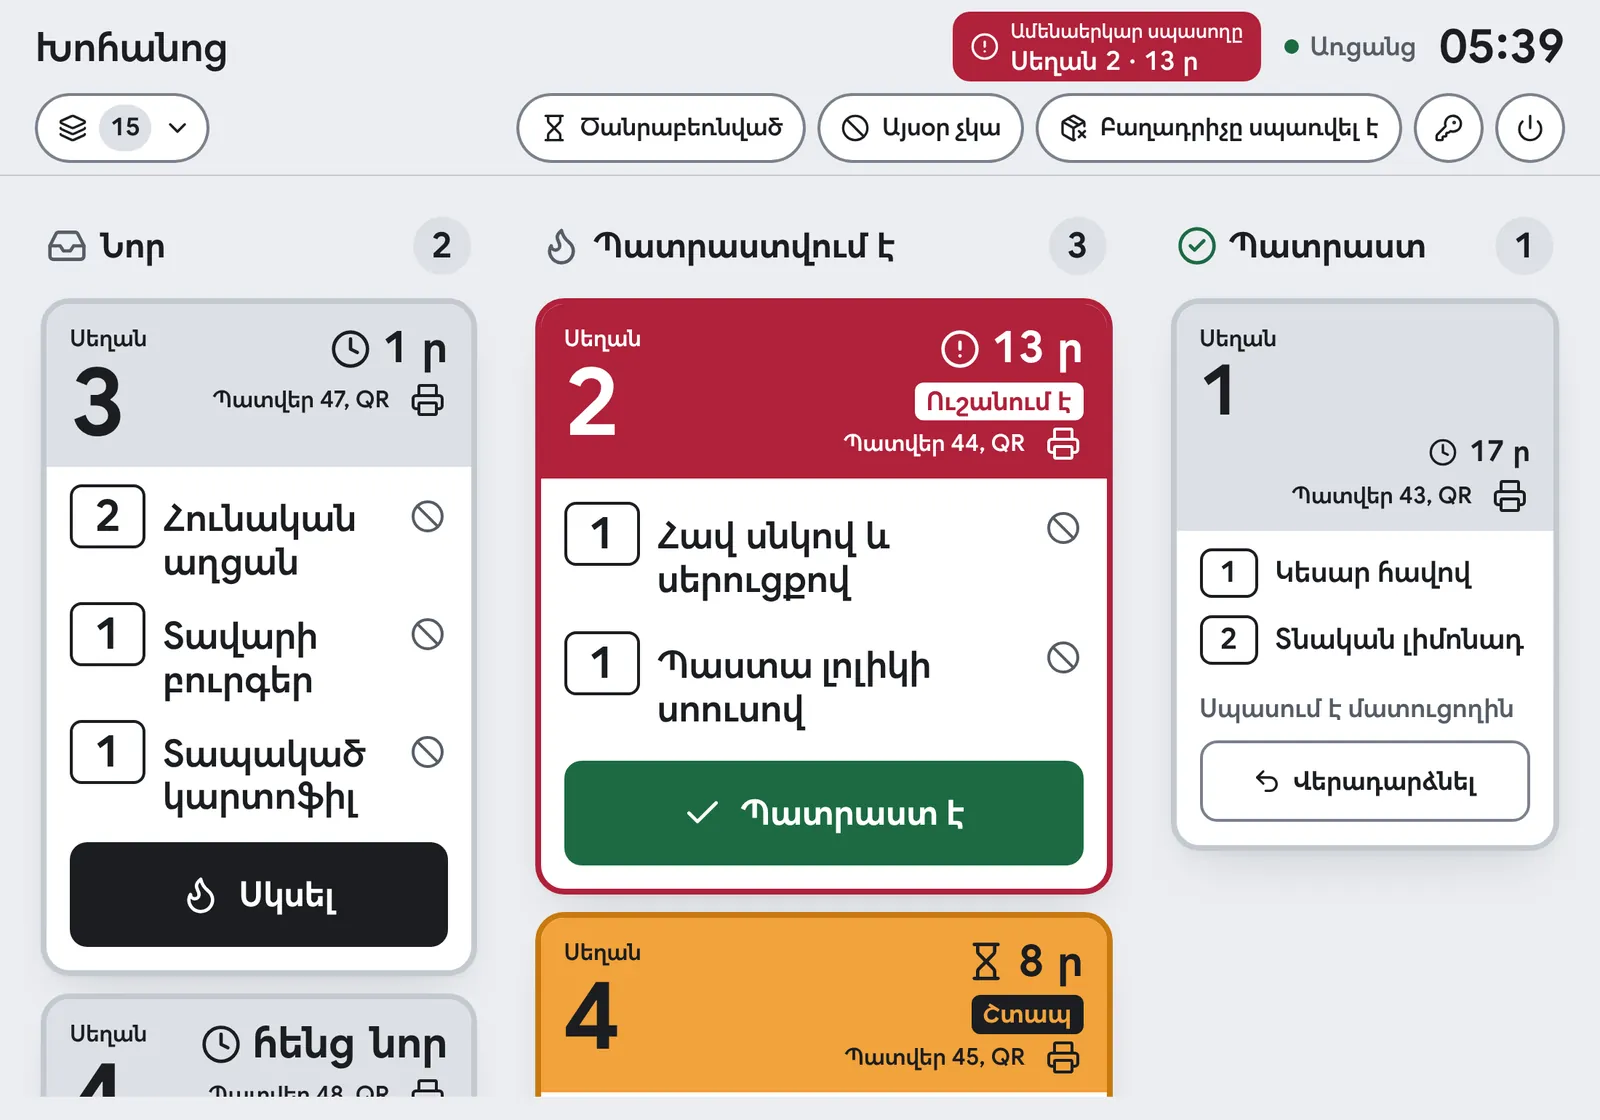 Խոհանոց
Ամենաերկար սպասողը
Սեղան 2 · 13 ր
Առցանց
05:39
15
Ծանրաբեռնված
Այսօր չկա
Բաղադրիչը սպառվել է
Նոր
2
Սեղան
3
1 ր
Պատվեր 47, QR
2
Հունական
աղցան
1
Տավարի
բուրգեր
1
Տապակած
կարտոֆիլ
Սկսել
Սեղան
4
հենց նոր
Պատվեր 48, QR
Պատրաստվում է
3
Սեղան
2
13 ր
Ուշանում է
Պատվեր 44, QR
1
Հավ սնկով և
սերուցքով
1
Պաստա լոլիկի
սոուսով
Պատրաստ է
Սեղան
4
8 ր
Շտապ
Պատվեր 45, QR
Պատրաստ
1
Սեղան
1
17 ր
Պատվեր 43, QR
1
Կեսար հավով
2
Տնական լիմոնադ
Սպասում է մատուցողին
Վերադարձնել